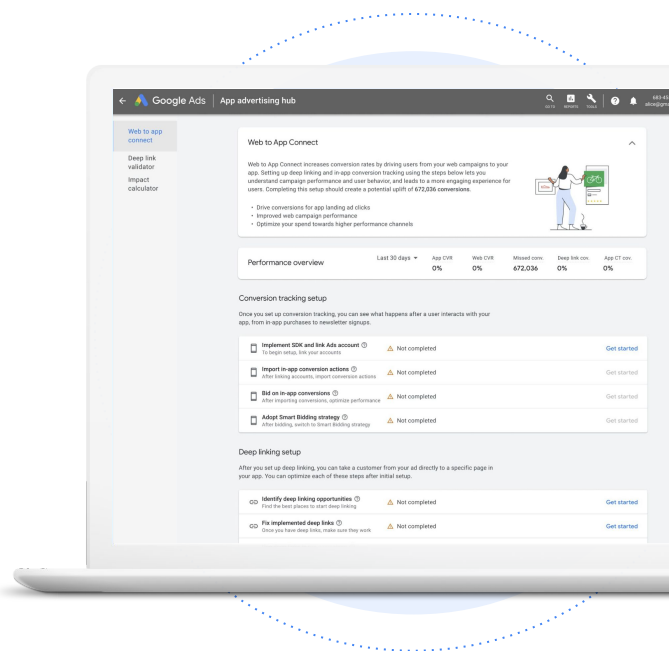 Google Ads
App advertising hub
GO TO
REPORTS
TOOLS
Web to app
connect
Deep link
validator
Impact
calculator
Web to App Connect
Web to App Connect increases conversion rates by driving users from your web campaigns to your
app. Setting up deep linking and in-app conversion tracking using the steps below lets you
understand campaign performance and user behavior, and leads to a more engaging experience for
users. Completing this setup should create a potential uplift of 672,036 conversions.
• Drive conversions for app landing ad clicks
• Improved web campaign performance
• Optimize your spend towards higher performance channels
Performance overview
Last 30 days
App CVR
0%
Web CVR
0%
Missed conv.
672.036
Deep link cov.
0%
App CT cov.
0%
Conversion tracking setup
Once you set up conversion tracking, you can see what happens after a user interacts with your
app, from in-app purchases to newsletter signups.
Implement SDK and link Ads account
To begin setup, link your accounts
Not completed
Get started
Import in-app conversion actions
After linking accounts, import conversion actions
Not completed
Get started
Bid on in-app conversions
After importing conversions, optimize performance
Not completed
Get started
Adopt Smart Bidding strategy
After bidding, switch to Smart Bidding strategy
Not completed
Get started
Deep linking setup
After you set up deep linking, you can take a customer from your ad directly to a specific page in
your app. You can optimize each of these steps after initial setup.
Identify deep linking opportunities
Find the best places to start deep linking
Not completed
Get started
Fix implemented deep links
Once you have deep links, make sure they work
Not completed
Get started